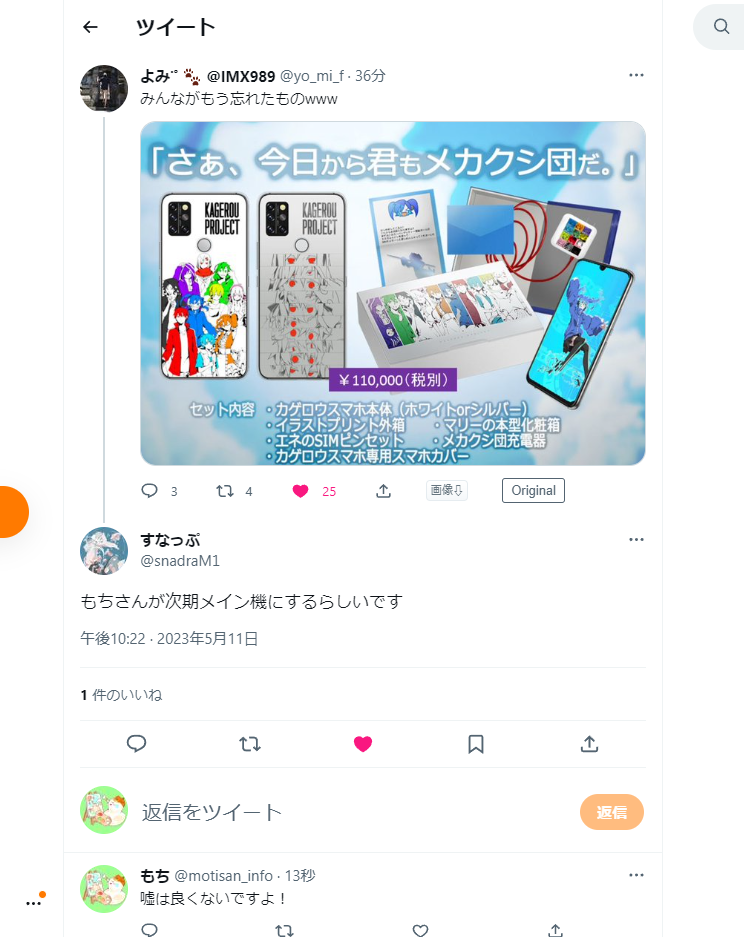 ツイート
よみ¨° 🐾 @IMX989 @yo_mi_f · 36分
みんながもう忘れたものwww
「さぁ、今日から君もメカクシ団だ。」
KAGEROU
PROJECT
KAGEROU
PROJECT
￥110,000（税別）
セット内容 ・カゲロウスマホ本体（ホワイトorシルバー）
・イラストプリント外箱 ・マリーの本型化粧箱
・エネのSIMピンセット ・メカクシ団充電器
・カゲロウスマホ専用スマホカバー
3 4 25 画像⇩ Original
すなっぷ
@snadraM1
もちさんが次期メイン機にするらしいです
午後10:22 · 2023年5月11日
1 件のいいね
返信をツイート
返信
もち @motisan_info · 13秒
嘘は良くないですよ！